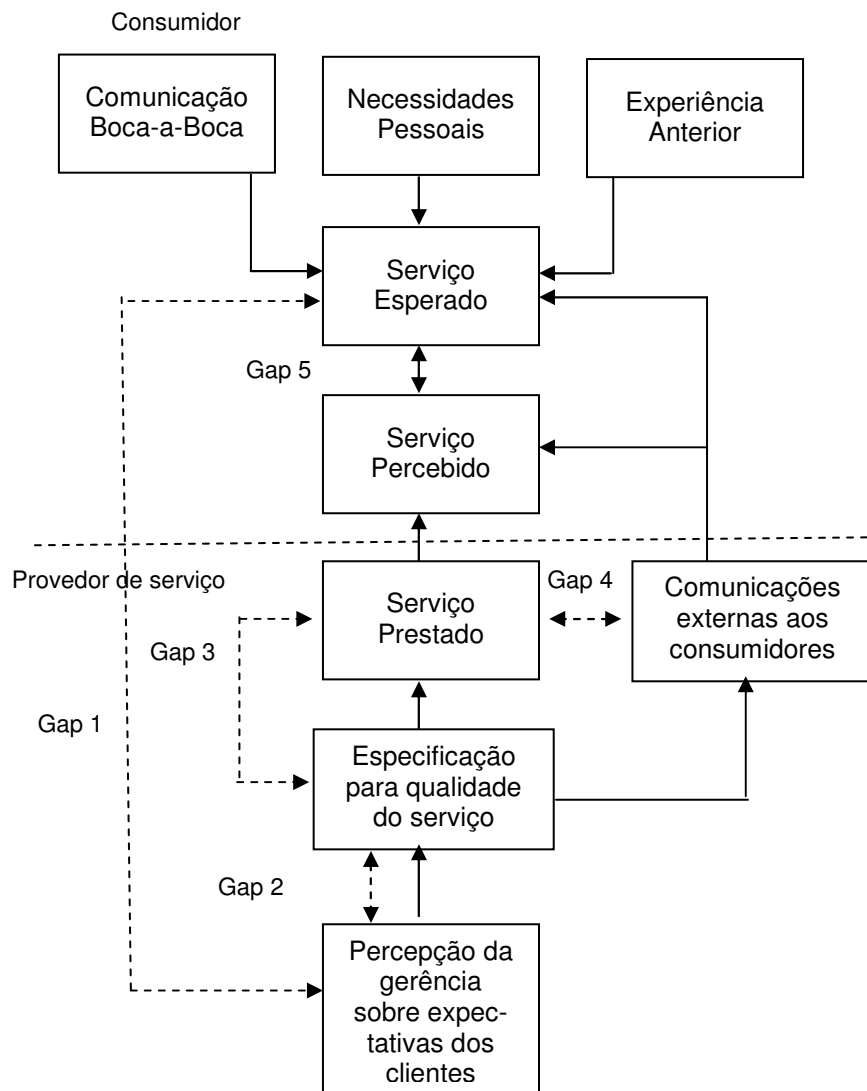 Consumidor
Comunicação
Boca-a-Boca
Necessidades
Pessoais
Experiência
Anterior
Serviço
Esperado
Gap 5
Serviço
Percebido
Provedor de serviço
Serviço
Prestado
Gap 4
Comunicações
externas aos
consumidores
Gap 3
Gap 1
Especificação
para qualidade
do serviço
Gap 2
Percepção da
gerência
sobre expec-
tativas dos
clientes